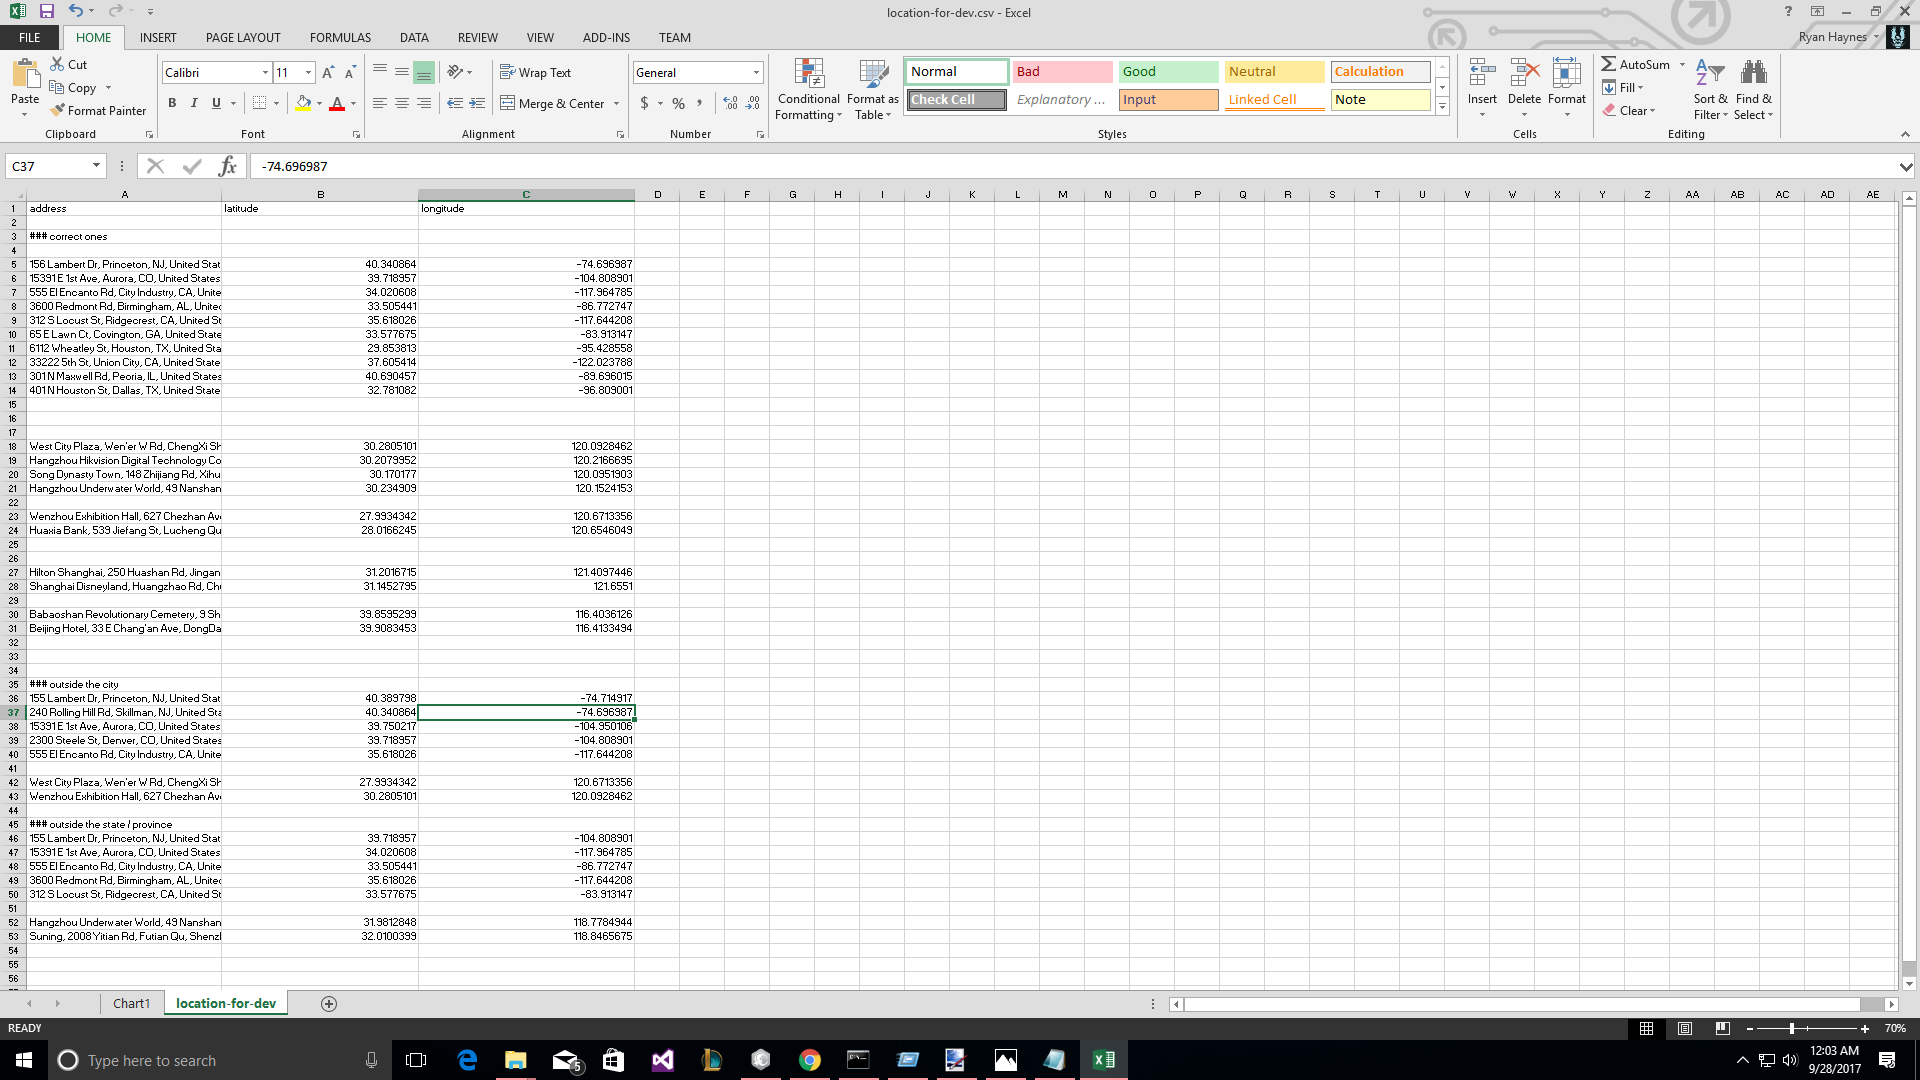 location-for-dev.csv - Excel
?
FILE HOME INSERT PAGE LAYOUT FORMULAS DATA REVIEW VIEW ADD-INS TEAM
Ryan Haynes
Paste
Cut
Copy
Format Painter
Clipboard
Calibri 11
B I U
Font
Wrap Text
Merge & Center
Alignment
General
$ % ,
Number
Conditional Formatting
Format as Table
Normal Bad Good Neutral Calculation
Check Cell Explanatory ... Input Linked Cell Note
Styles
Insert Delete Format
Cells
AutoSum
Fill
Clear
Sort & Filter
Find & Select
Editing
C37 fx -74.696987
A B C D E F G H I J K L M N O P Q R S T U V W X Y Z AA AB AC AD AE
1 address latitude longitude
2
3 ### correct ones
4
5 156 Lambert Dr, Princeton, NJ, United Stat 40.340864 -74.696987
6 15391 E 1st Ave, Aurora, CO, United States 39.718957 -104.808901
7 555 El Encanto Rd, City Industry, CA, Unite 34.020608 -117.964785
8 3600 Redmont Rd, Birmingham, AL, United 33.505441 -86.772747
9 312 S Locust St, Ridgecrest, CA, United St 35.618026 -117.644208
10 65 E Lawn Ct, Covington, GA, United State 33.577675 -83.913147
11 6112 Wheatley St, Houston, TX, United Sta 29.853813 -95.428558
12 33222 5th St, Union City, CA, United State 37.605414 -122.023788
13 301 N Maxwell Rd, Peoria, IL, United States 40.690457 -89.696015
14 401 N Houston St, Dallas, TX, United State 32.781082 -96.809001
15
16
17
18 West City Plaza, Wen'er W Rd, ChengXi Sh 30.2805101 120.0928462
19 Hangzhou Hikvision Digital Technology Co 30.2079952 120.2166695
20 Song Dynasty Town, 148 Zhijiang Rd, Xihu 30.170177 120.0951903
21 Hangzhou Underwater World, 49 Nanshan 30.234909 120.1524153
22
23 Wenzhou Exhibition Hall, 627 Chezhan Av 27.9934342 120.6713356
24 Huaxia Bank, 539 Jiefang St, Lucheng Qu 28.0166245 120.6546049
25
26
27 Hilton Shanghai, 250 Huashan Rd, Jingan 31.2016715 121.4097446
28 Shanghai Disneyland, Huangzhao Rd, Ch 31.1452795 121.6551
29
30 Babaoshan Revolutionary Cemetery, 9 Sh 39.8595299 116.4036126
31 Beijing Hotel, 33 E Chang'an Ave, DongDa 39.9083453 116.4133494
32
33
34
35 ### outside the city
36 155 Lambert Dr, Princeton, NJ, United Stat 40.389798 -74.714917
37 240 Rolling Hill Rd, Skillman, NJ, United Sta 40.340864 -74.696987
38 15391 E 1st Ave, Aurora, CO, United States 39.750217 -104.950106
39 2300 Steele St, Denver, CO, United States 39.718957 -104.808901
40 555 El Encanto Rd, City Industry, CA, Unite 35.618026 -117.644208
41
42 West City Plaza, Wen'er W Rd, ChengXi Sh 27.9934342 120.6713356
43 Wenzhou Exhibition Hall, 627 Chezhan Av 30.2805101 120.0928462
44
45 ### outside the state / province
46 155 Lambert Dr, Princeton, NJ, United Stat 39.718957 -104.808901
47 15391 E 1st Ave, Aurora, CO, United States 34.020608 -117.964785
48 555 El Encanto Rd, City Industry, CA, Unite 33.505441 -86.772747
49 3600 Redmont Rd, Birmingham, AL, United 35.618026 -117.644208
50 312 S Locust St, Ridgecrest, CA, United St 33.577675 -83.913147
51
52 Hangzhou Underwater World, 49 Nanshan 31.9812848 118.7784944
53 Suning, 2008 Yitian Rd, Futian Qu, Shenz 32.0100399 118.8465675
54
55
56
Chart1 location-for-dev
READY 70%
Type here to search
5
12:03 AM
9/28/2017